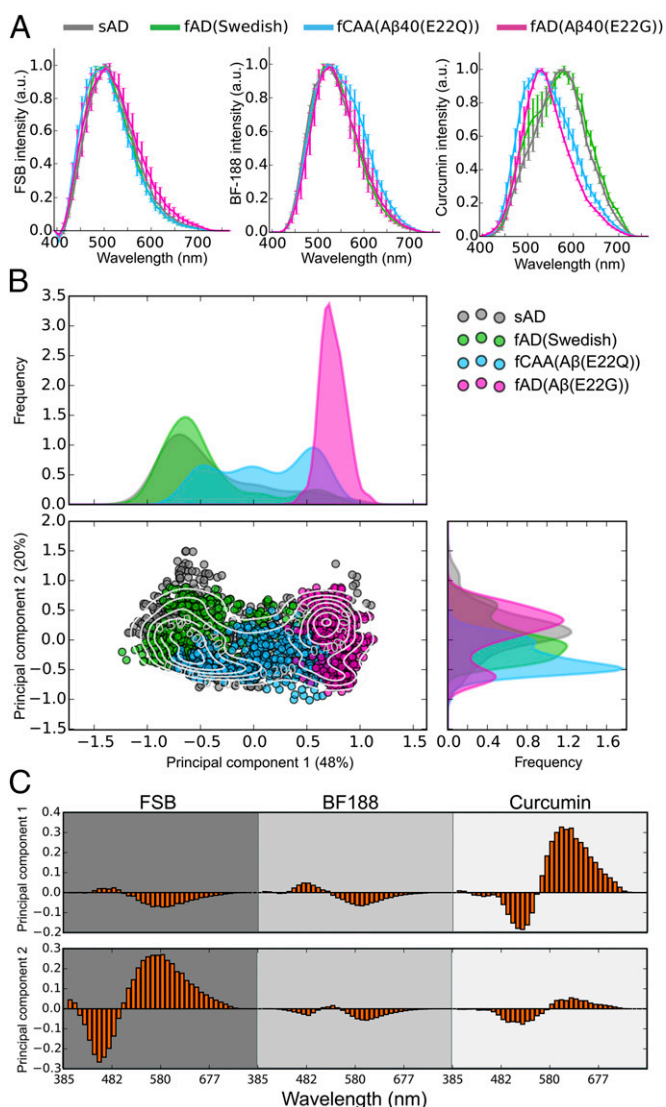 A
sAD fAD(Swedish) fCAA(Aβ40(E22Q)) fAD(Aβ40(E22G))
FSB intensity (a.u.)
1.0
0.8
0.6
0.4
0.2
0.0
400 500 600 700
Wavelength (nm)
BF-188 intensity (a.u.)
1.0
0.8
0.6
0.4
0.2
0.0
400 500 600 700
Wavelength (nm)
Curcumin intensity (a.u.)
1.0
0.8
0.6
0.4
0.2
0.0
400 500 600 700
Wavelength (nm)
B
Frequency
3.5
3.0
2.5
2.0
1.5
1.0
0.5
0.0
sAD
fAD(Swedish)
fCAA(Aβ(E22Q))
fAD(Aβ(E22G))
Principal component 2 (20%)
2.0
1.5
1.0
0.5
0.0
−0.5
−1.0
−1.5
−1.5 −1.0 −0.5 0.0 0.5 1.0 1.5
Principal component 1 (48%)
0.0 0.4 0.8 1.2 1.6
Frequency
C
FSB BF188 Curcumin
Principal component 1
0.4
0.3
0.2
0.1
0.0
−0.1
−0.2
Principal component 2
0.3
0.2
0.1
0.0
−0.1
−0.2
−0.3
385 482 580 677 385 482 580 677 385 482 580 677
Wavelength (nm)